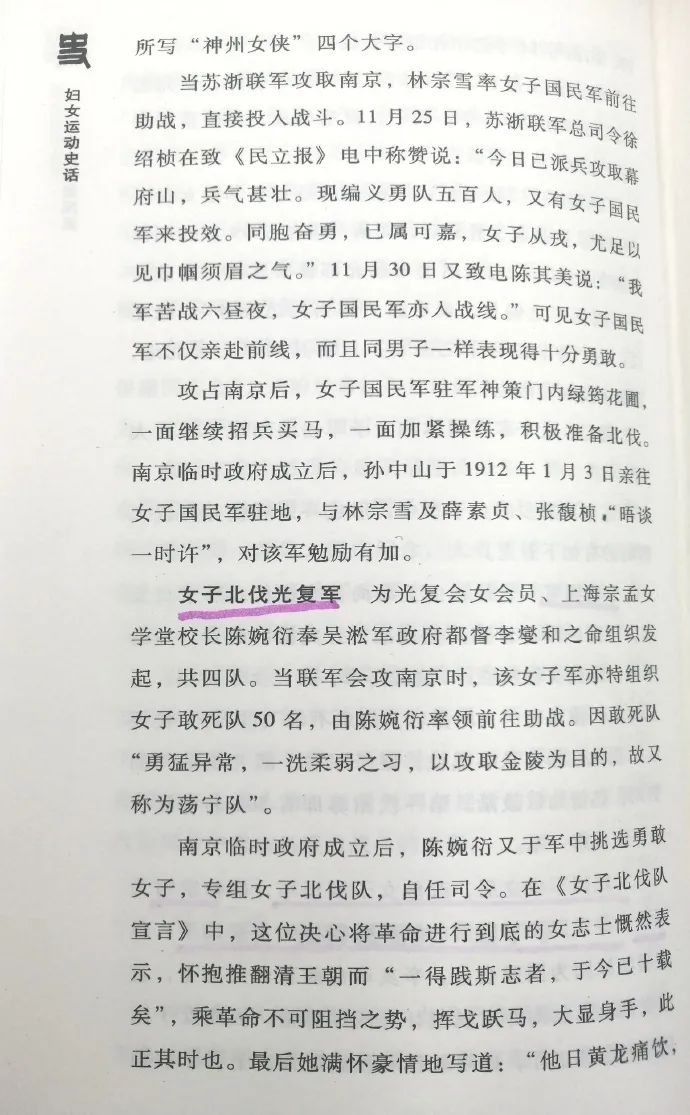 史
妇女运动史话
所写“神州女侠”四个大字。
当苏浙联军攻取南京，林宗雪率女子国民军前往
助战，直接投入战斗。11月25日，苏浙联军总司令徐
绍桢在致《民立报》电中称赞说：“今日已派兵攻取幕
府山，兵气甚壮。现编义勇队五百人，又有女子国民
军来投效。同胞奋勇，已属可嘉，女子从戎，尤足以
见巾帼须眉之气。”11月30日又致电陈其美说：“我
军苦战六昼夜，女子国民军亦入战线。”可见女子国民
军不仅亲赴前线，而且同男子一样表现得十分勇敢。
攻占南京后，女子国民军驻军神策门内绿筠花圃，
一面继续招兵买马，一面加紧操练，积极准备北伐。
南京临时政府成立后，孙中山于1912年1月3日亲往
女子国民军驻地，与林宗雪及薛素贞、张馥桢，“晤谈
一时许”，对该军勉励有加。
女子北伐光复军　为光复会女会员、上海宗孟女
学堂校长陈婉衍奉吴淞军政府都督李燮和之命组织发
起，共四队。当联军会攻南京时，该女子军亦特组织
女子敢死队50名，由陈婉衍率领前往助战。因敢死队
“勇猛异常，一洗柔弱之习，以攻取金陵为目的，故又
称为荡宁队”。
南京临时政府成立后，陈婉衍又于军中挑选勇敢
女子，专组女子北伐队，自任司令。在《女子北伐队
宣言》中，这位决心将革命进行到底的女志士慨然表
示，怀抱推翻清王朝而“一得践斯志者，于今已十载
矣”，乘革命不可阻挡之势，挥戈跃马，大显身手，此
正其时也。最后她满怀豪情地写道：“他日黄龙痛饮，